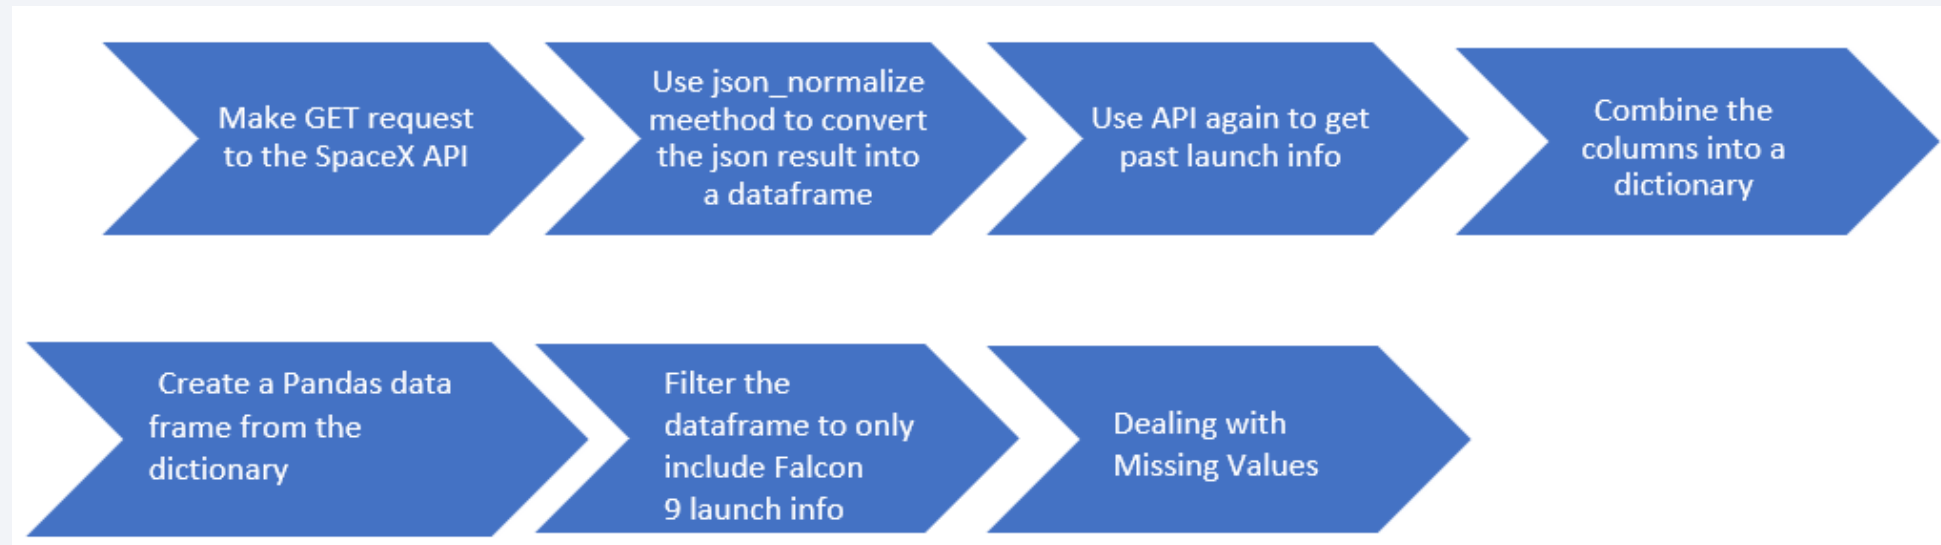 Make GET request
to the SpaceX API
Use json_normalize
meethod to convert
the json result into
a dataframe
Use API again to get
past launch info
Combine the
columns into a
dictionary
Create a Pandas data
frame from the
dictionary
Filter the
dataframe to only
include Falcon
9 launch info
Dealing with
Missing Values